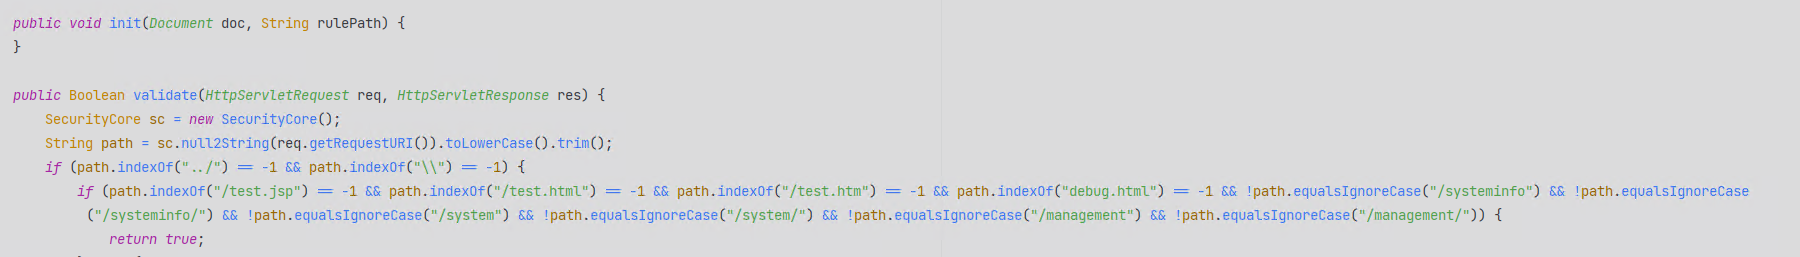 public void init(Document doc, String rulePath) {
}
public Boolean validate(HttpServletRequest req, HttpServletResponse res) {
SecurityCore sc = new SecurityCore();
String path = sc.null2String(req.getRequestURI()).toLowerCase().trim();
if (path.indexOf("../") == -1 && path.indexOf("\\") == -1) {
if (path.indexOf("/test.jsp") == -1 && path.indexOf("/test.html") == -1 && path.indexOf("/test.htm") == -1 && path.indexOf("debug.html") == -1 && !path.equalsIgnoreCase("/systeminfo") && !path.equalsIgnoreCase
("/systeminfo/") && !path.equalsIgnoreCase("/system") && !path.equalsIgnoreCase("/system/") && !path.equalsIgnoreCase("/management") && !path.equalsIgnoreCase("/management/")) {
return true;